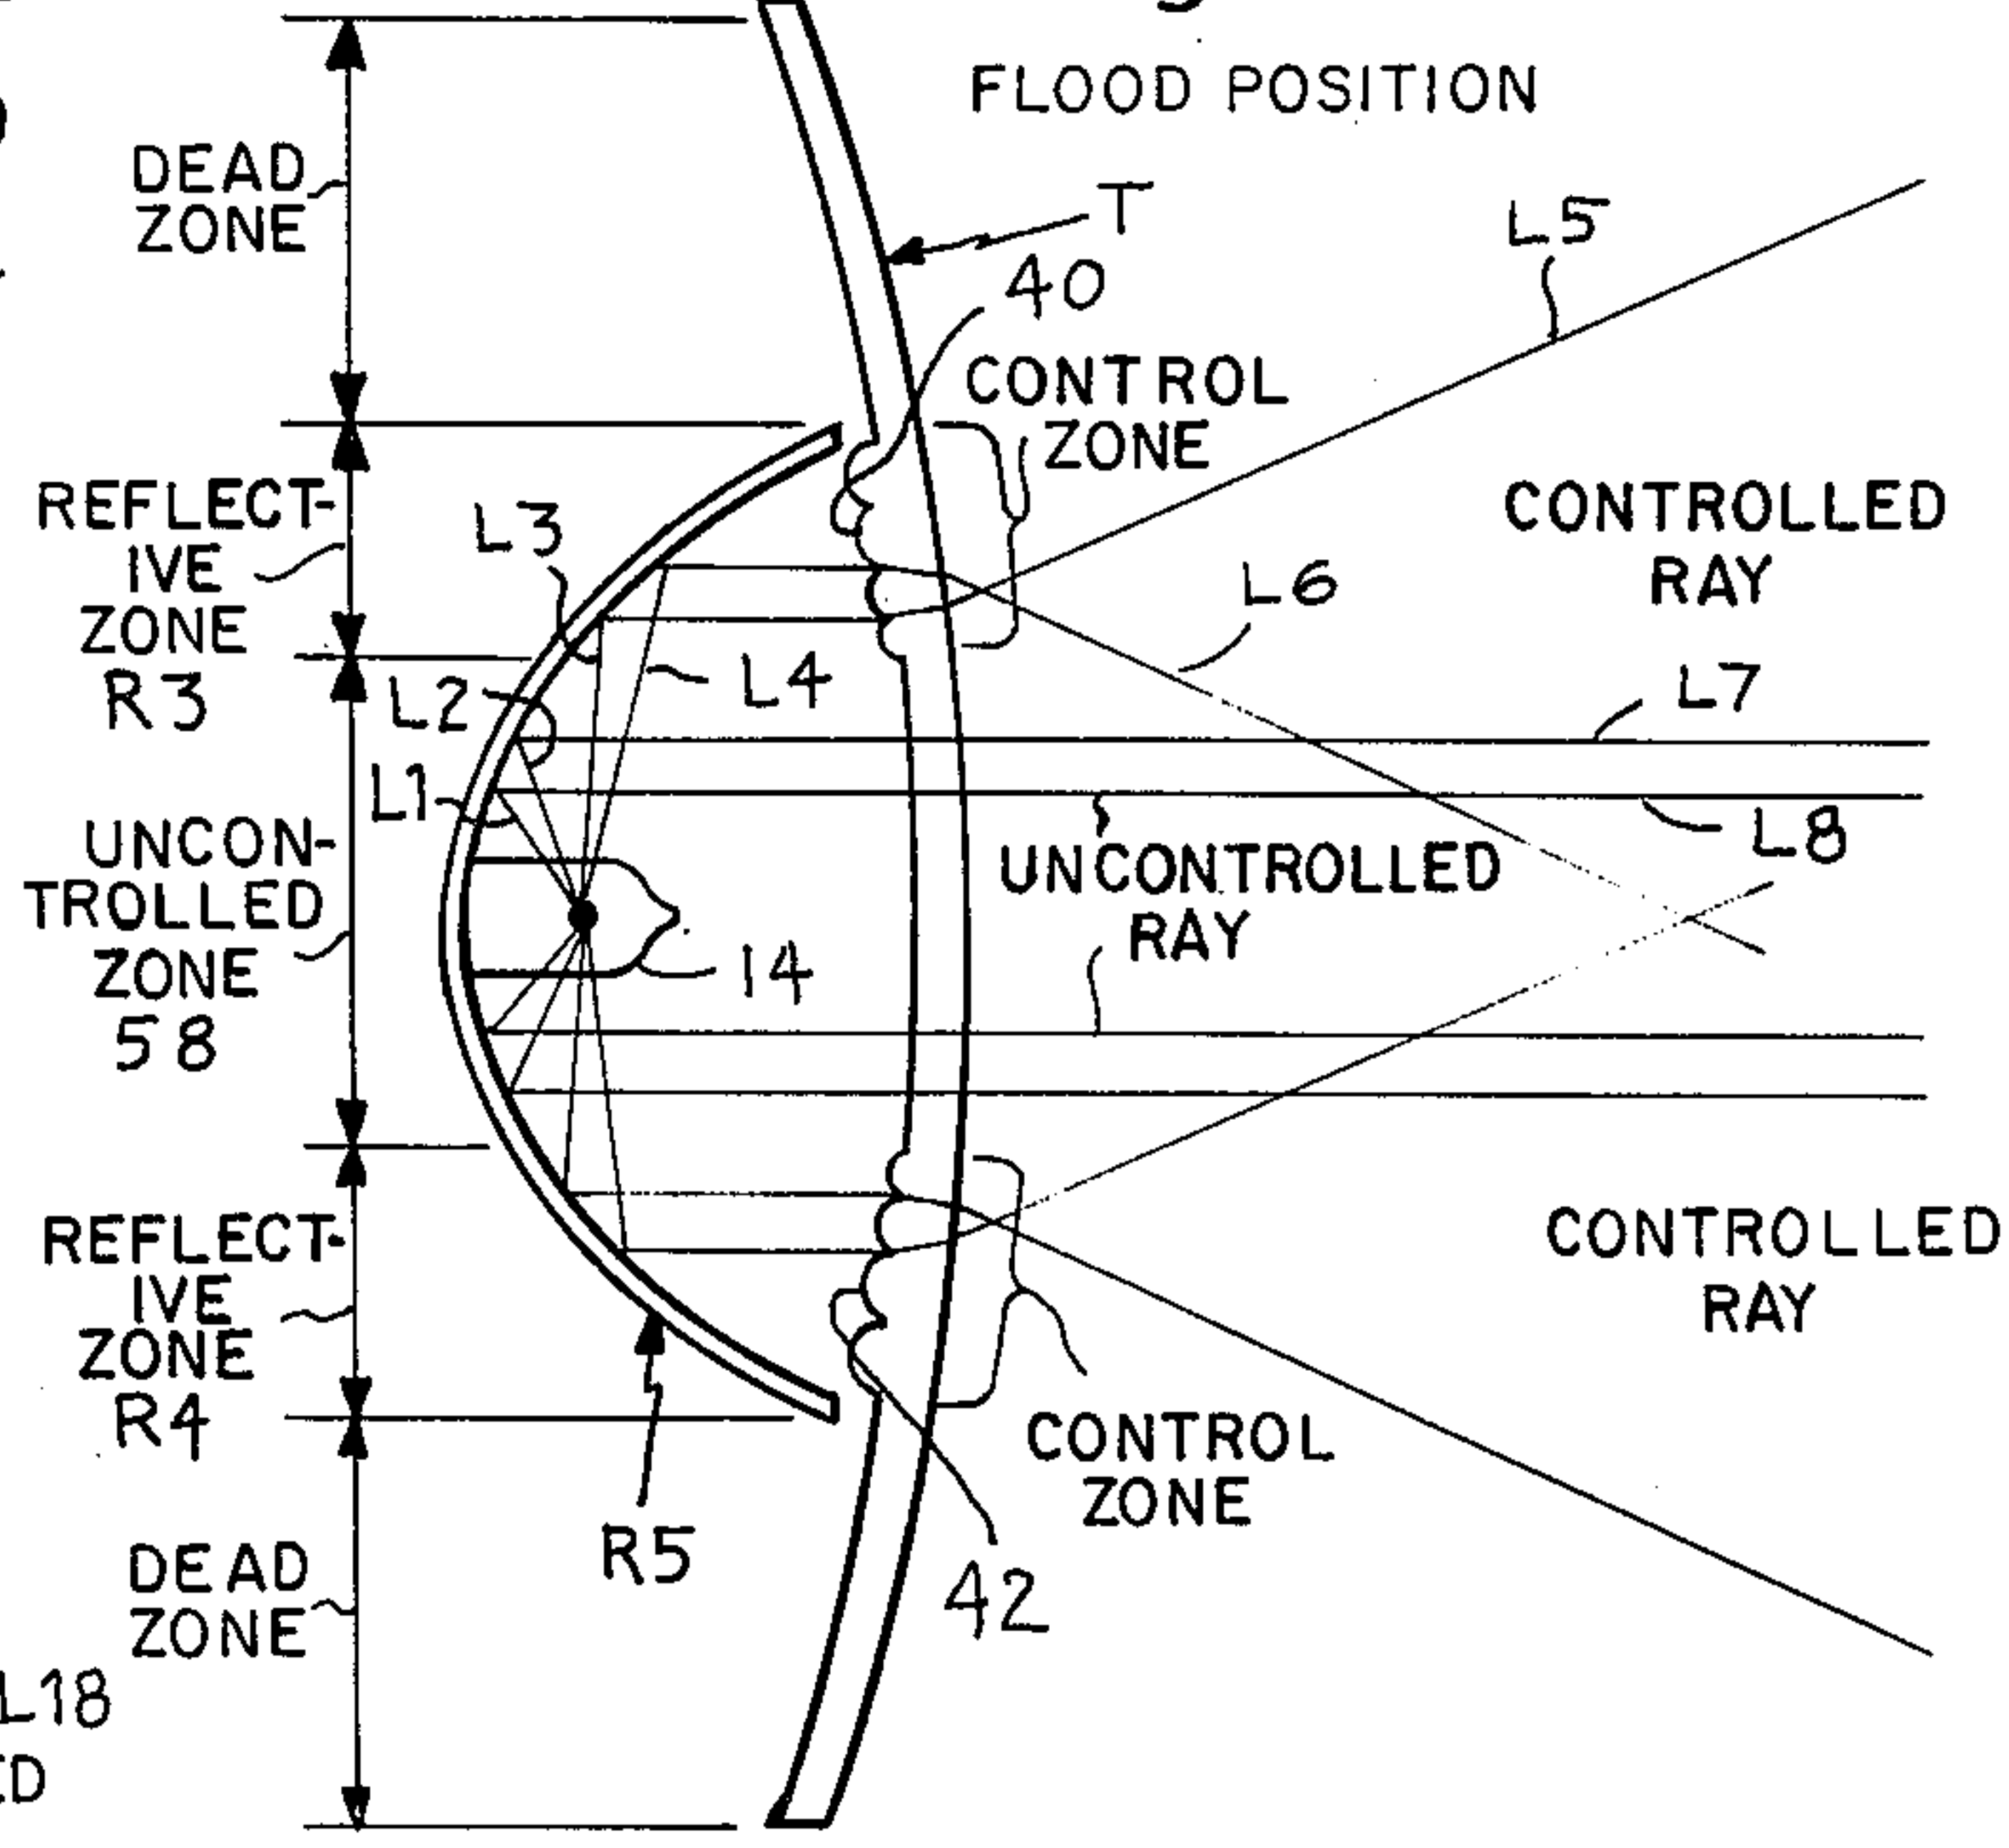 FLOOD POSITION
DEAD
ZONE
T
40
L5
CONTROL
ZONE
REFLECT-
IVE
ZONE
R3
L3
CONTROLLED
RAY
L6
L4
L2
L7
L1
L8
UNCON-
TROLLED
ZONE
58
UNCONTROLLED
RAY
14
REFLECT-
IVE
ZONE
R4
CONTROLLED
RAY
CONTROL
ZONE
R5
42
DEAD
ZONE
L18